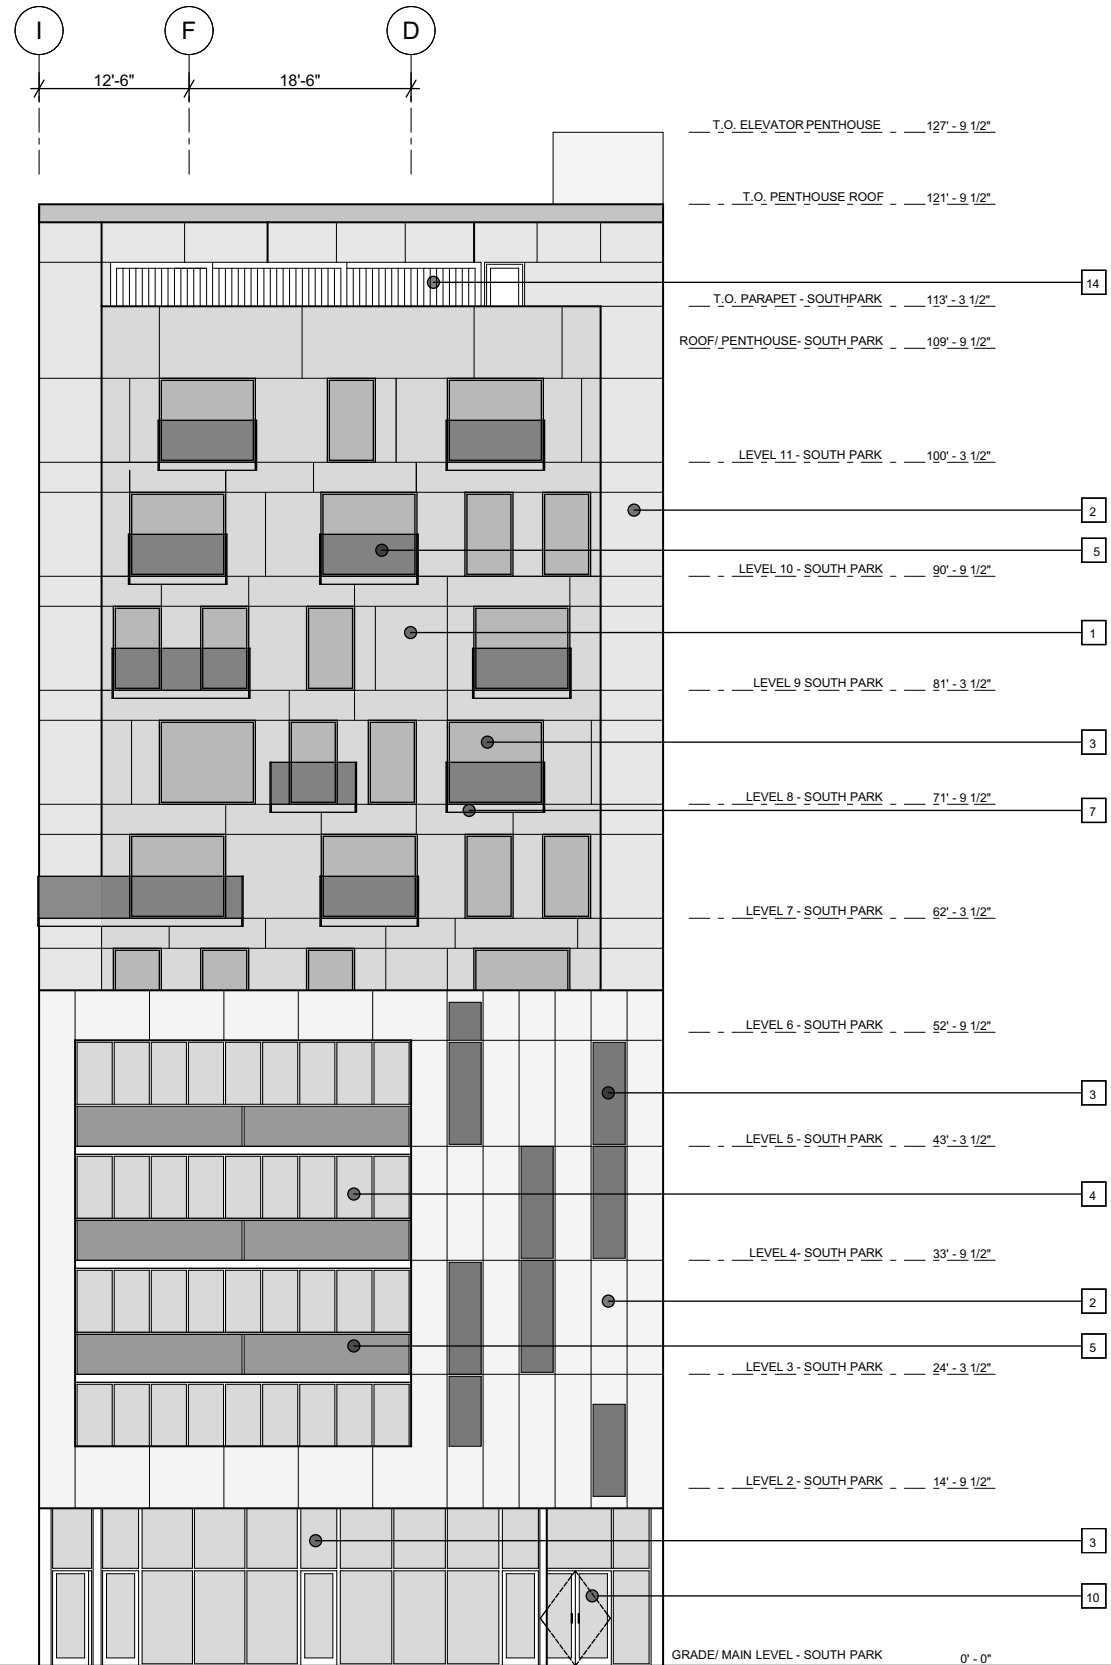 I F D
12'-6" 18'-6"
T.O. ELEVATOR PENTHOUSE 127' - 9 1/2"
T.O. PENTHOUSE ROOF 121' - 9 1/2"
14
T.O. PARAPET - SOUTHPARK 113' - 3 1/2"
ROOF/ PENTHOUSE- SOUTH PARK 109' - 9 1/2"
LEVEL 11 - SOUTH PARK 100' - 3 1/2"
2
5
LEVEL 10 - SOUTH PARK 90' - 9 1/2"
1
LEVEL 9 SOUTH PARK 81' - 3 1/2"
3
LEVEL 8 - SOUTH PARK 71' - 9 1/2"
7
LEVEL 7 - SOUTH PARK 62' - 3 1/2"
LEVEL 6 - SOUTH PARK 52' - 9 1/2"
3
LEVEL 5 - SOUTH PARK 43' - 3 1/2"
4
LEVEL 4- SOUTH PARK 33' - 9 1/2"
2
5
LEVEL 3 - SOUTH PARK 24' - 3 1/2"
LEVEL 2 - SOUTH PARK 14' - 9 1/2"
3
10
GRADE/ MAIN LEVEL - SOUTH PARK 0' - 0"